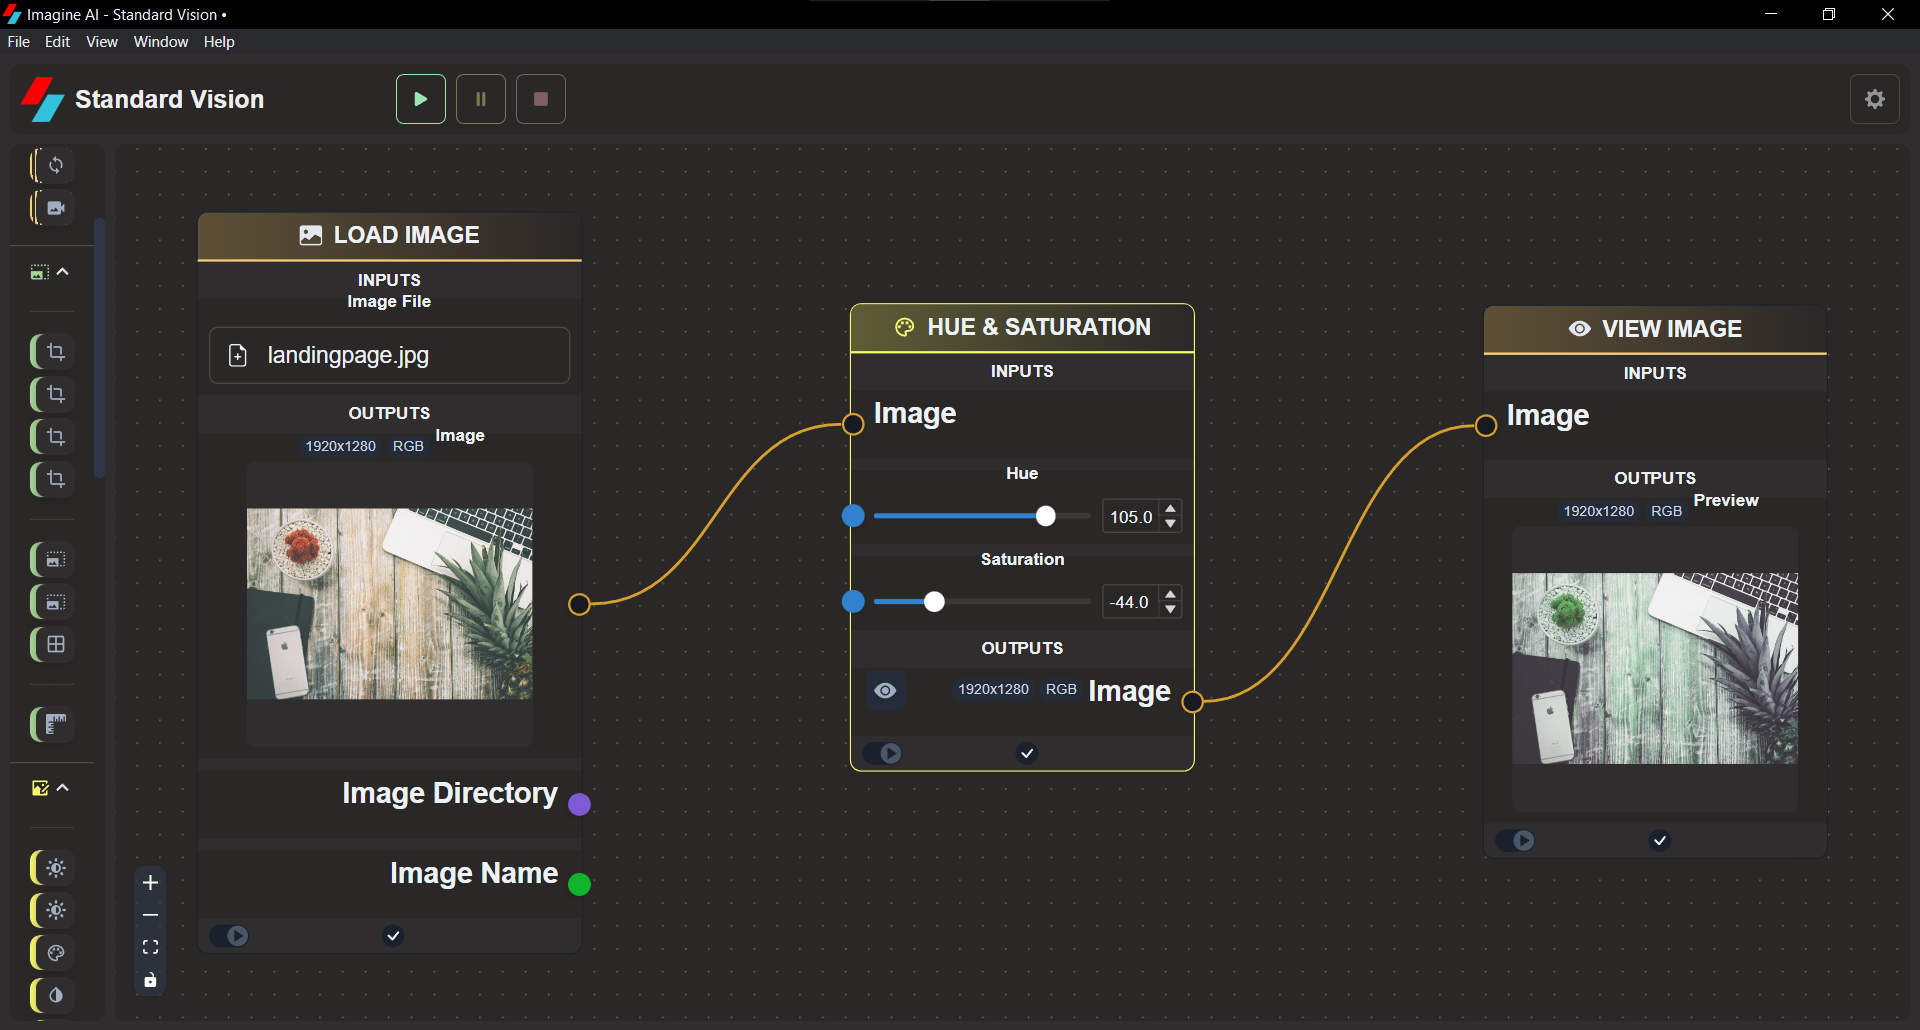 Imagine AI - Standard Vision •
File Edit View Window Help
Standard Vision
LOAD IMAGE
INPUTS
Image File
landingpage.jpg
OUTPUTS
1920x1280 RGB Image
Image Directory
Image Name
HUE & SATURATION
INPUTS
Image
Hue
105.0
Saturation
-44.0
OUTPUTS
1920x1280 RGB Image
VIEW IMAGE
INPUTS
Image
OUTPUTS
1920x1280 RGB Preview